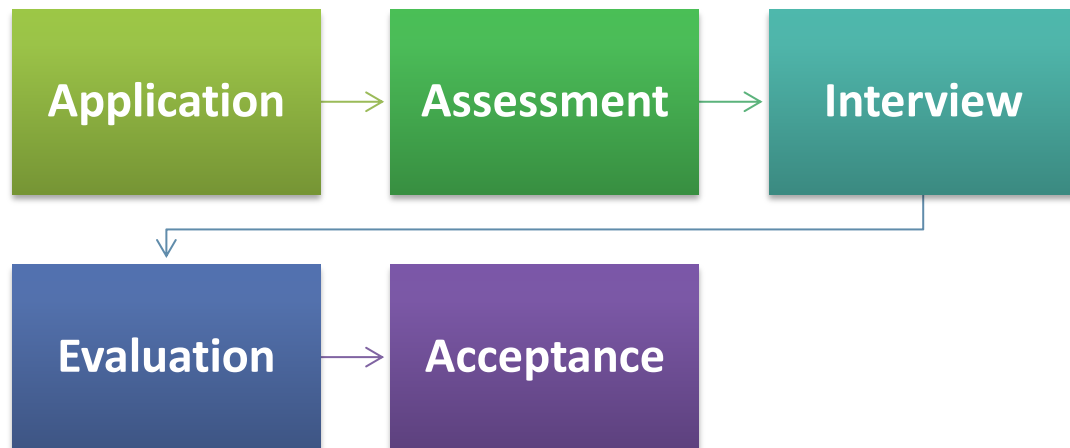 Application
Assessment
Interview
Evaluation
Acceptance